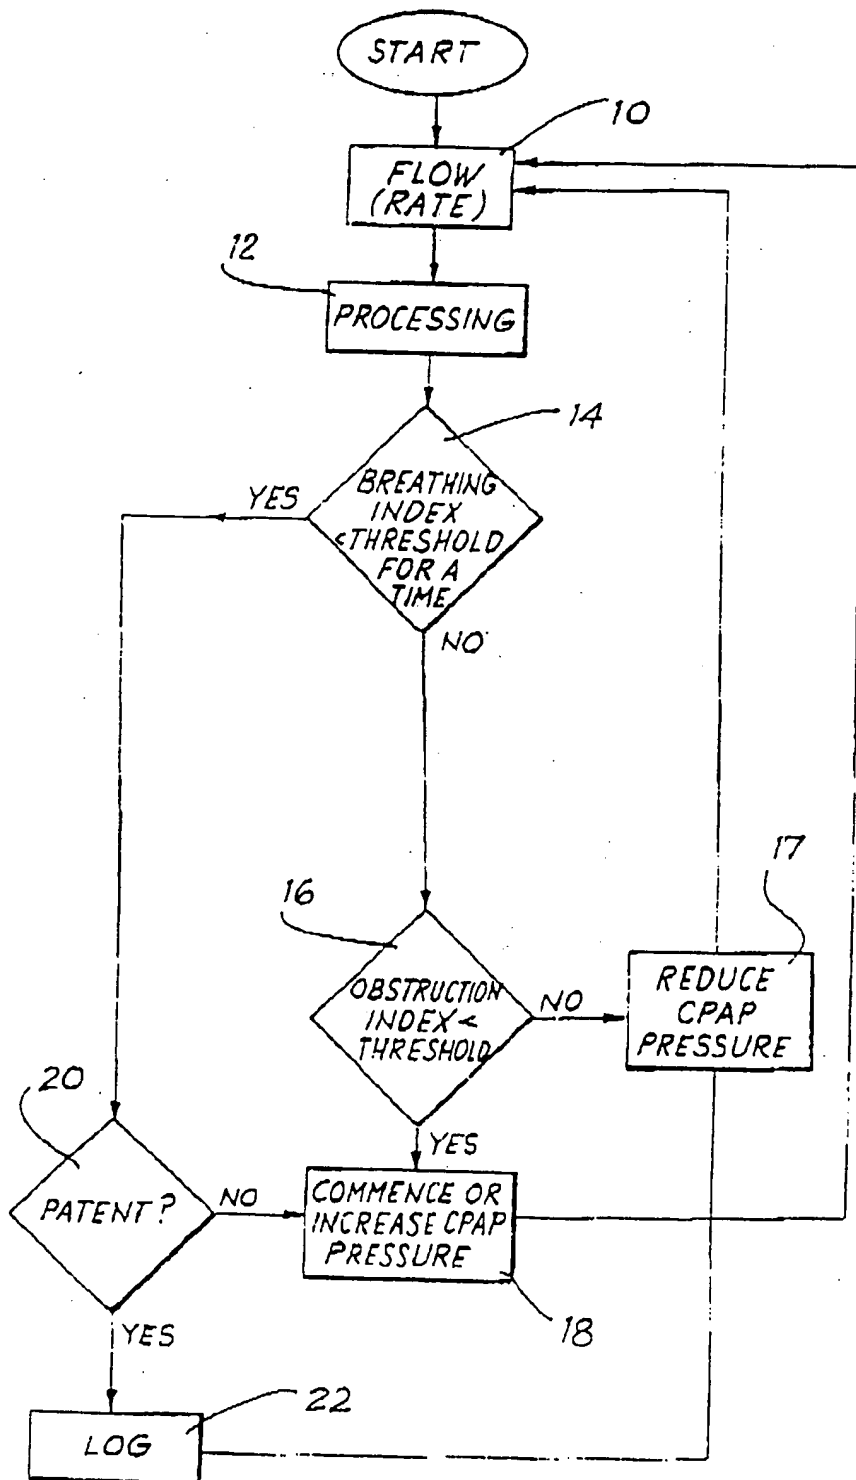 START
10
FLOW
(RATE)
12
PROCESSING
14
BREATHING
INDEX
<THRESHOLD
FOR A
TIME
YES
NO
16
OBSTRUCTION
INDEX <
THRESHOLD
NO
17
REDUCE
CPAP
PRESSURE
YES
20
PATENT?
NO
COMMENCE OR
INCREASE CPAP
PRESSURE
18
YES
22
LOG